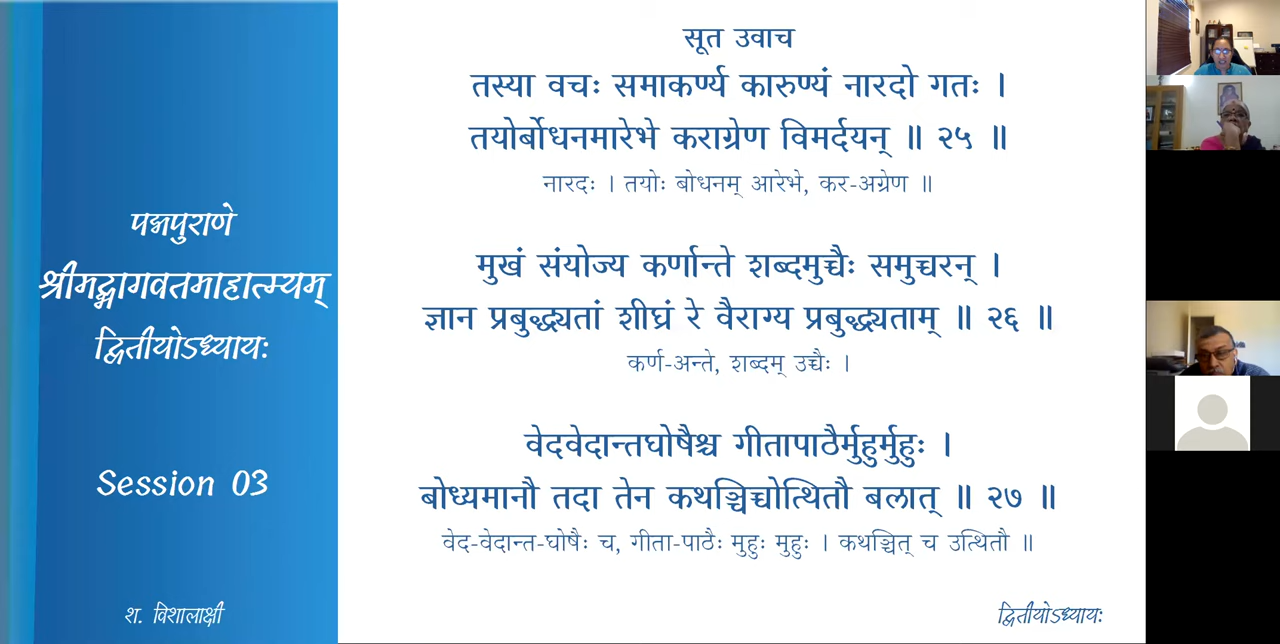 पद्मपुराणे
श्रीमद्भागवतमाहात्म्यम्
द्वितीयोऽध्यायः
Session 03
श. विशालाक्षी
सूत उवाच
तस्या वचः समाकर्ण्य कारुण्यं नारदो गतः ।
तयोर्बोधनमारेभे कराग्रेण विमर्दयन् ॥ २५ ॥
नारदः । तयोः बोधनम् आरेभे, कर-अग्रेण ॥
मुखं संयोज्य कर्णान्ते शब्दमुच्चैः समुच्चरन् ।
ज्ञान प्रबुद्ध्यतां शीघ्रं रे वैराग्य प्रबुद्ध्यताम् ॥ २६ ॥
कर्ण-अन्ते, शब्दम् उच्चैः ।
वेदवेदान्तघोषैश्च गीतापाठैर्मुहुर्मुहुः ।
बोध्यमानौ तदा तेन कथञ्चिच्चोत्थितौ बलात् ॥ २७ ॥
वेद-वेदान्त-घोषैः च, गीता-पाठैः मुहुः मुहुः । कथञ्चित् च उत्थितौ ॥
द्वितीयोऽध्यायः